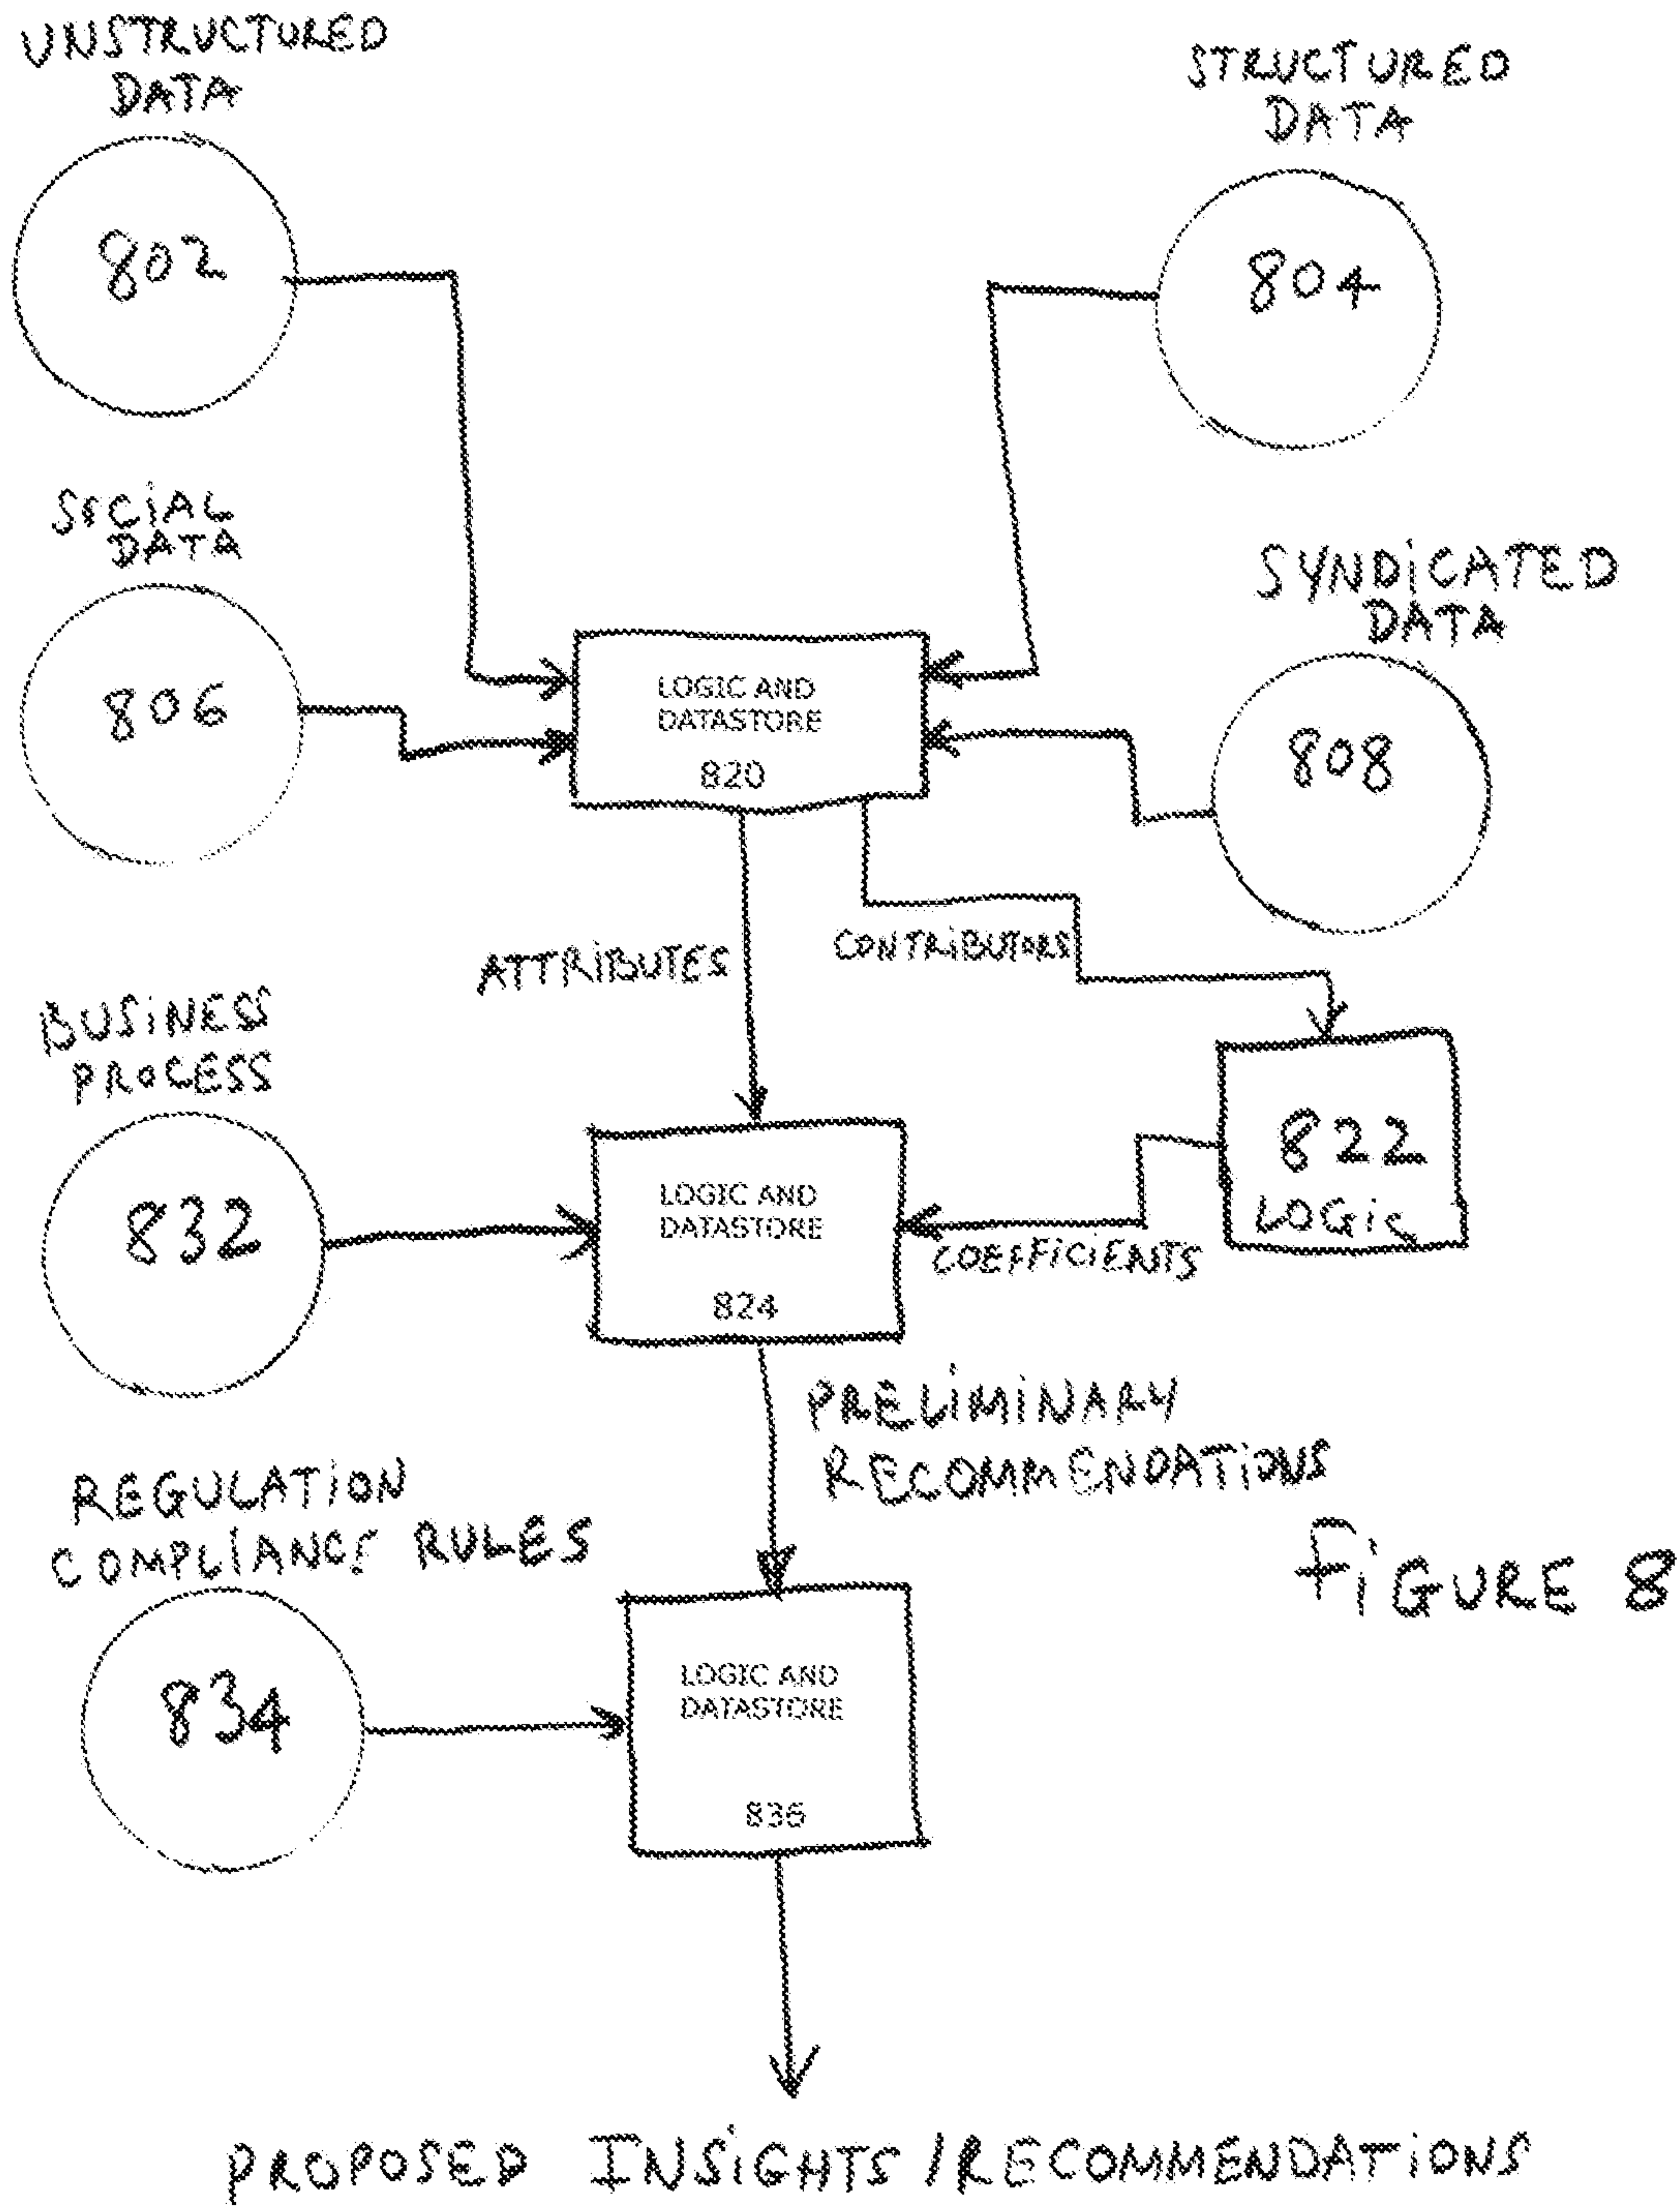 UNSTRUCTURED
DATA
STRUCTURED
DATA
802
804
SOCIAL
DATA
SYNDICATED
DATA
806
LOGIC AND
DATASTORE
820
808
ATTRIBUTES
CONTRIBUTORS
BUSINESS
PROCESS
822
LOGIC
832
LOGIC AND
DATASTORE
824
COEFFICIENTS
PRELIMINARY
RECOMMENDATIONS
REGULATION
COMPLIANCE RULES
FIGURE 8
834
LOGIC AND
DATASTORE
836
PROPOSED INSIGHTS / RECOMMENDATIONS